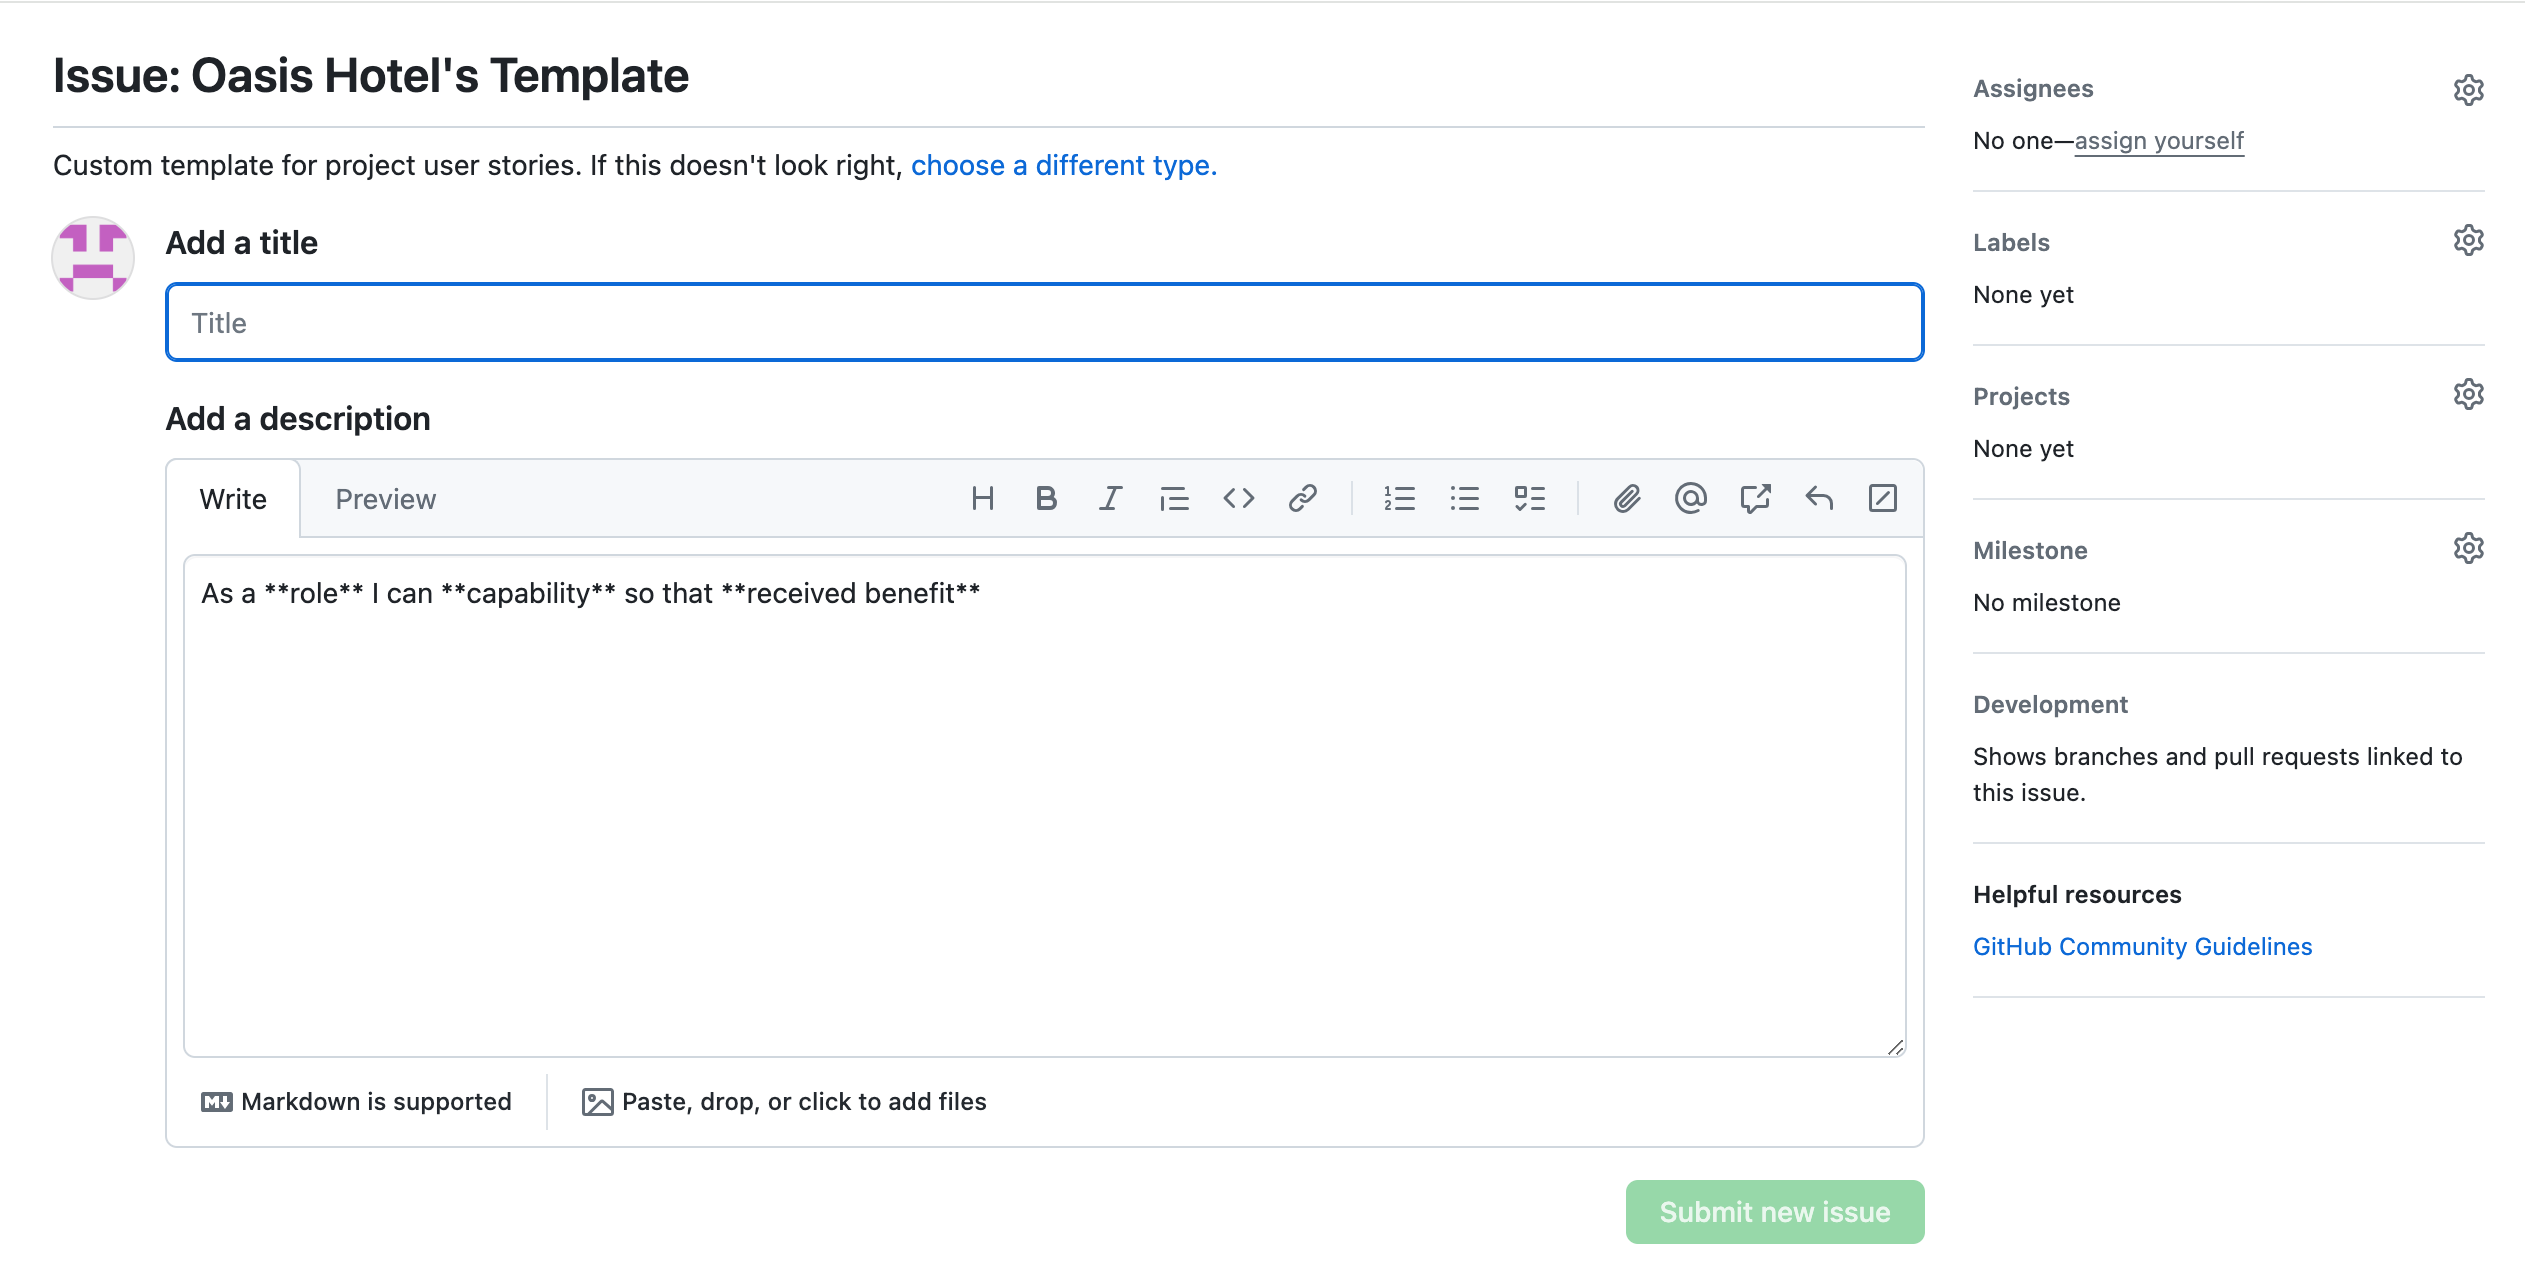 Issue: Oasis Hotel's Template
Custom template for project user stories. If this doesn't look right, choose a different type.
Add a title
Title
Add a description
Write Preview
As a **role** I can **capability** so that **received benefit**
Markdown is supported
Paste, drop, or click to add files
Submit new issue
Assignees
No one—assign yourself
Labels
None yet
Projects
None yet
Milestone
No milestone
Development
Shows branches and pull requests linked to
this issue.
Helpful resources
GitHub Community Guidelines